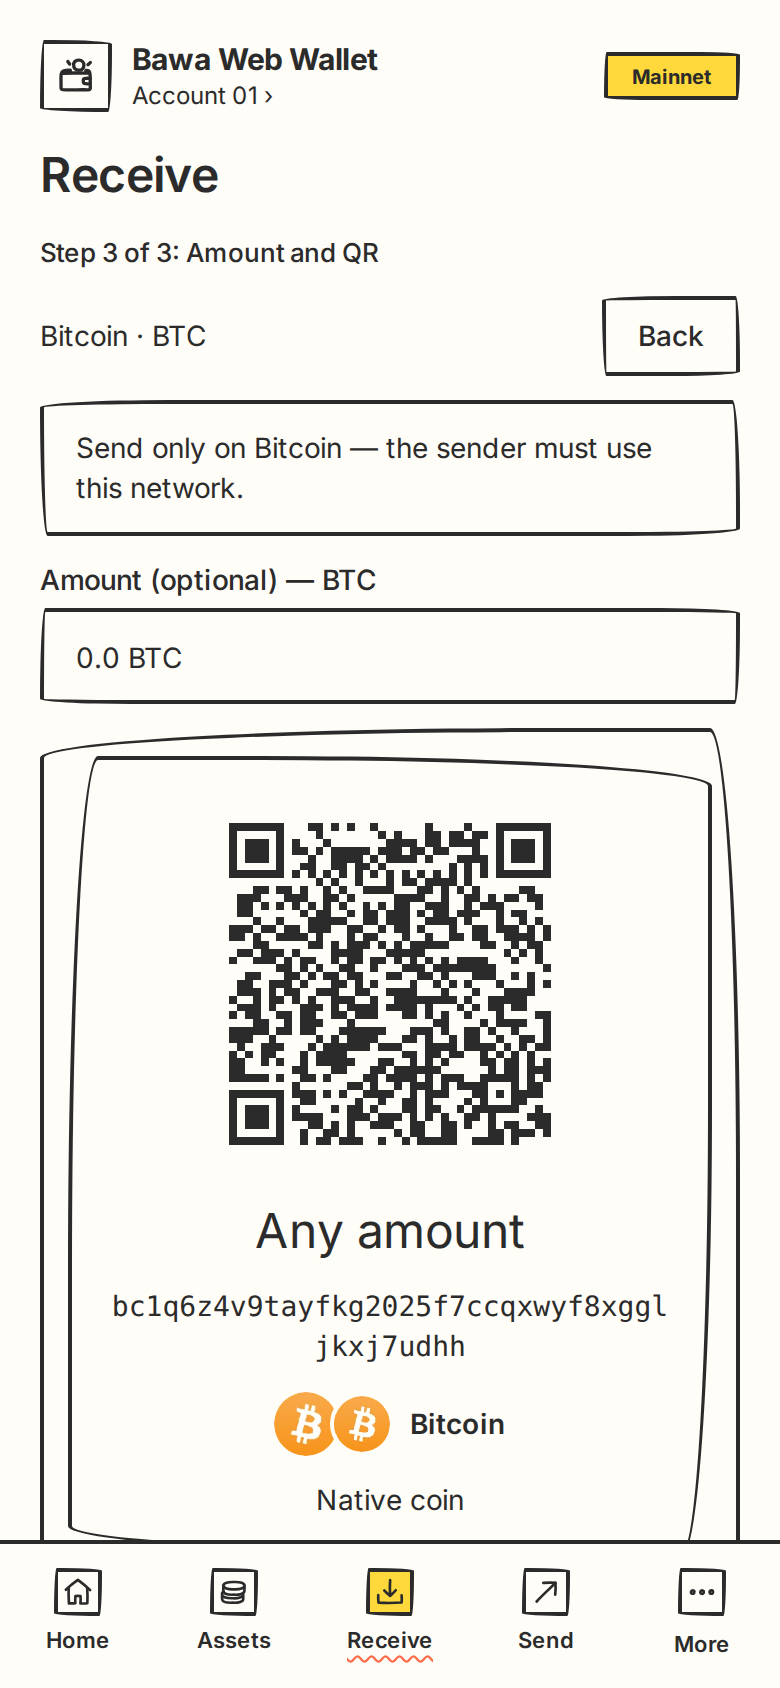 Bawa Web Wallet
Account 01 ›
Mainnet
Receive
Step 3 of 3: Amount and QR
Bitcoin · BTC
Back
Send only on Bitcoin — the sender must use
this network.
Amount (optional) — BTC
0.0 BTC
Any amount
bc1q6z4v9tayfkg2025f7ccqxwyf8xggl
jkxj7udhh
Bitcoin
Native coin
Home
Assets
Receive
Send
More